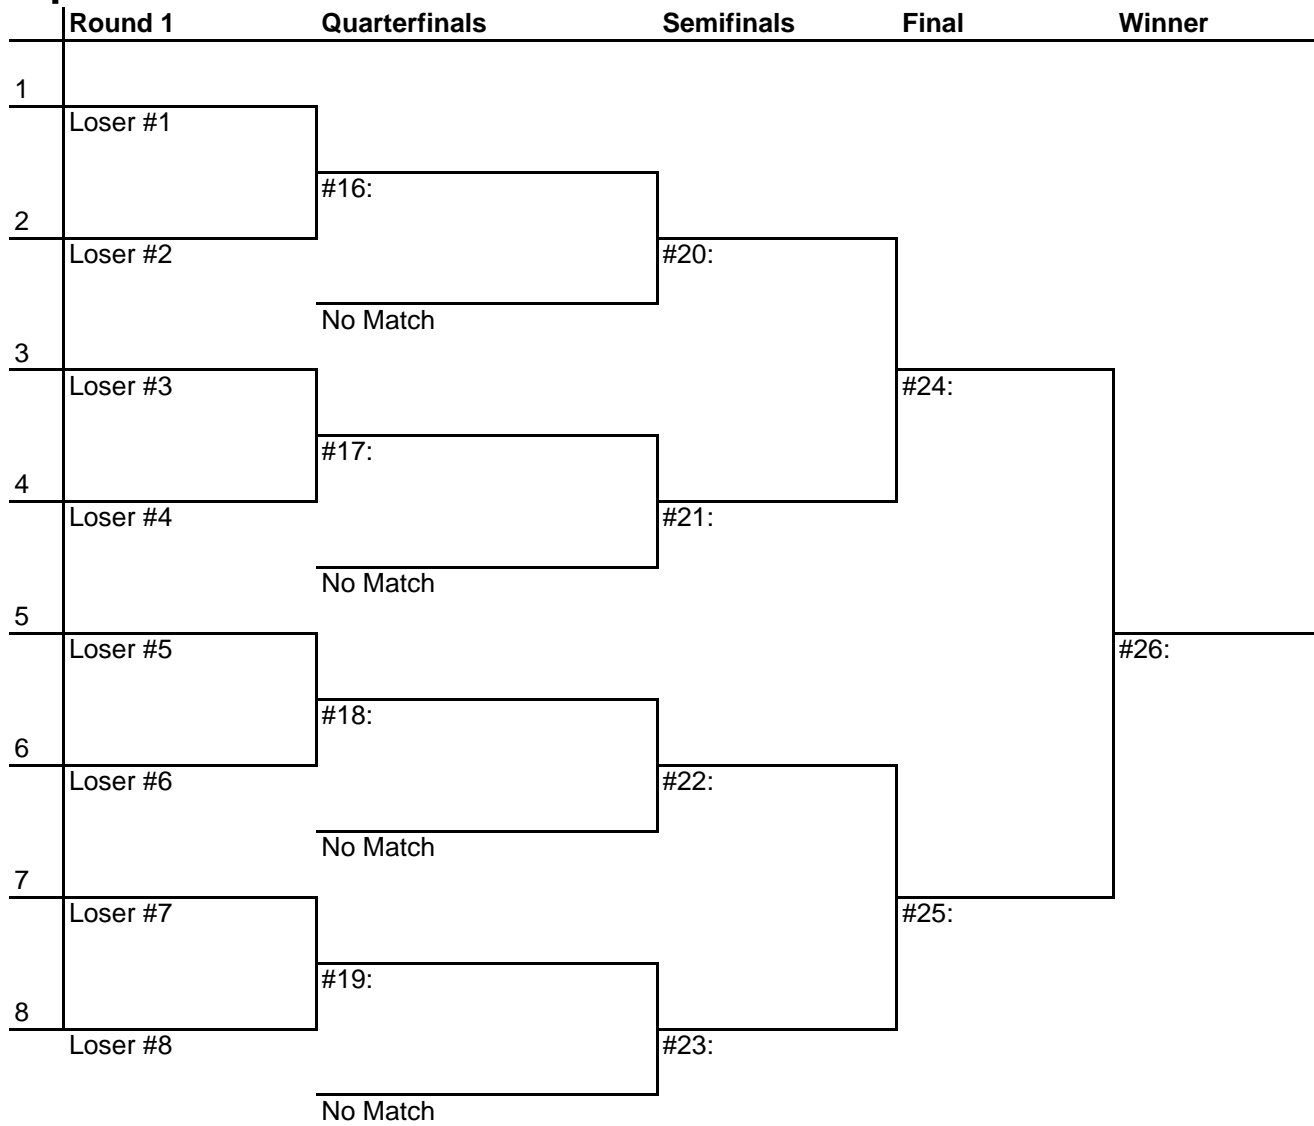 Round 1 Quarterfinals Semifinals Final Winner
1
Loser #1
#16:
2
Loser #2
#20:
No Match
3
Loser #3
#24:
#17:
4
Loser #4
#21:
No Match
5
Loser #5
#26:
#18:
6
Loser #6
#22:
No Match
7
Loser #7
#25:
#19:
8
Loser #8
#23:
No Match